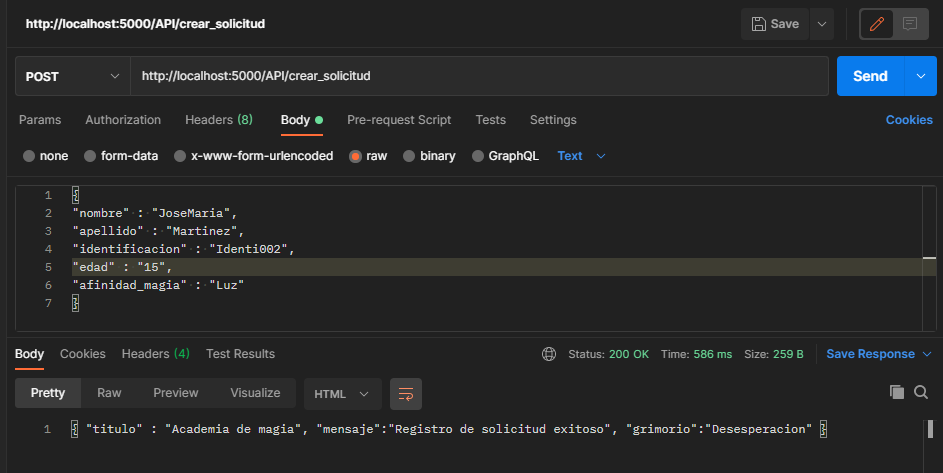 http://localhost:5000/API/crear_solicitud
Save
POST
http://localhost:5000/API/crear_solicitud
Send
Params Authorization Headers (8) Body Pre-request Script Tests Settings Cookies
none form-data x-www-form-urlencoded raw binary GraphQL Text
1 {
2 "nombre" : "JoseMaria",
3 "apellido" : "Martinez",
4 "identificacion" : "Identi002",
5 "edad" : "15",
6 "afinidad_magia" : "Luz"
7 }
Body Cookies Headers (4) Test Results Status: 200 OK Time: 586 ms Size: 259 B Save Response
Pretty Raw Preview Visualize HTML
1 { "titulo" : "Academia de magia", "mensaje":"Registro de solicitud exitoso", "grimorio":"Desesperacion" }